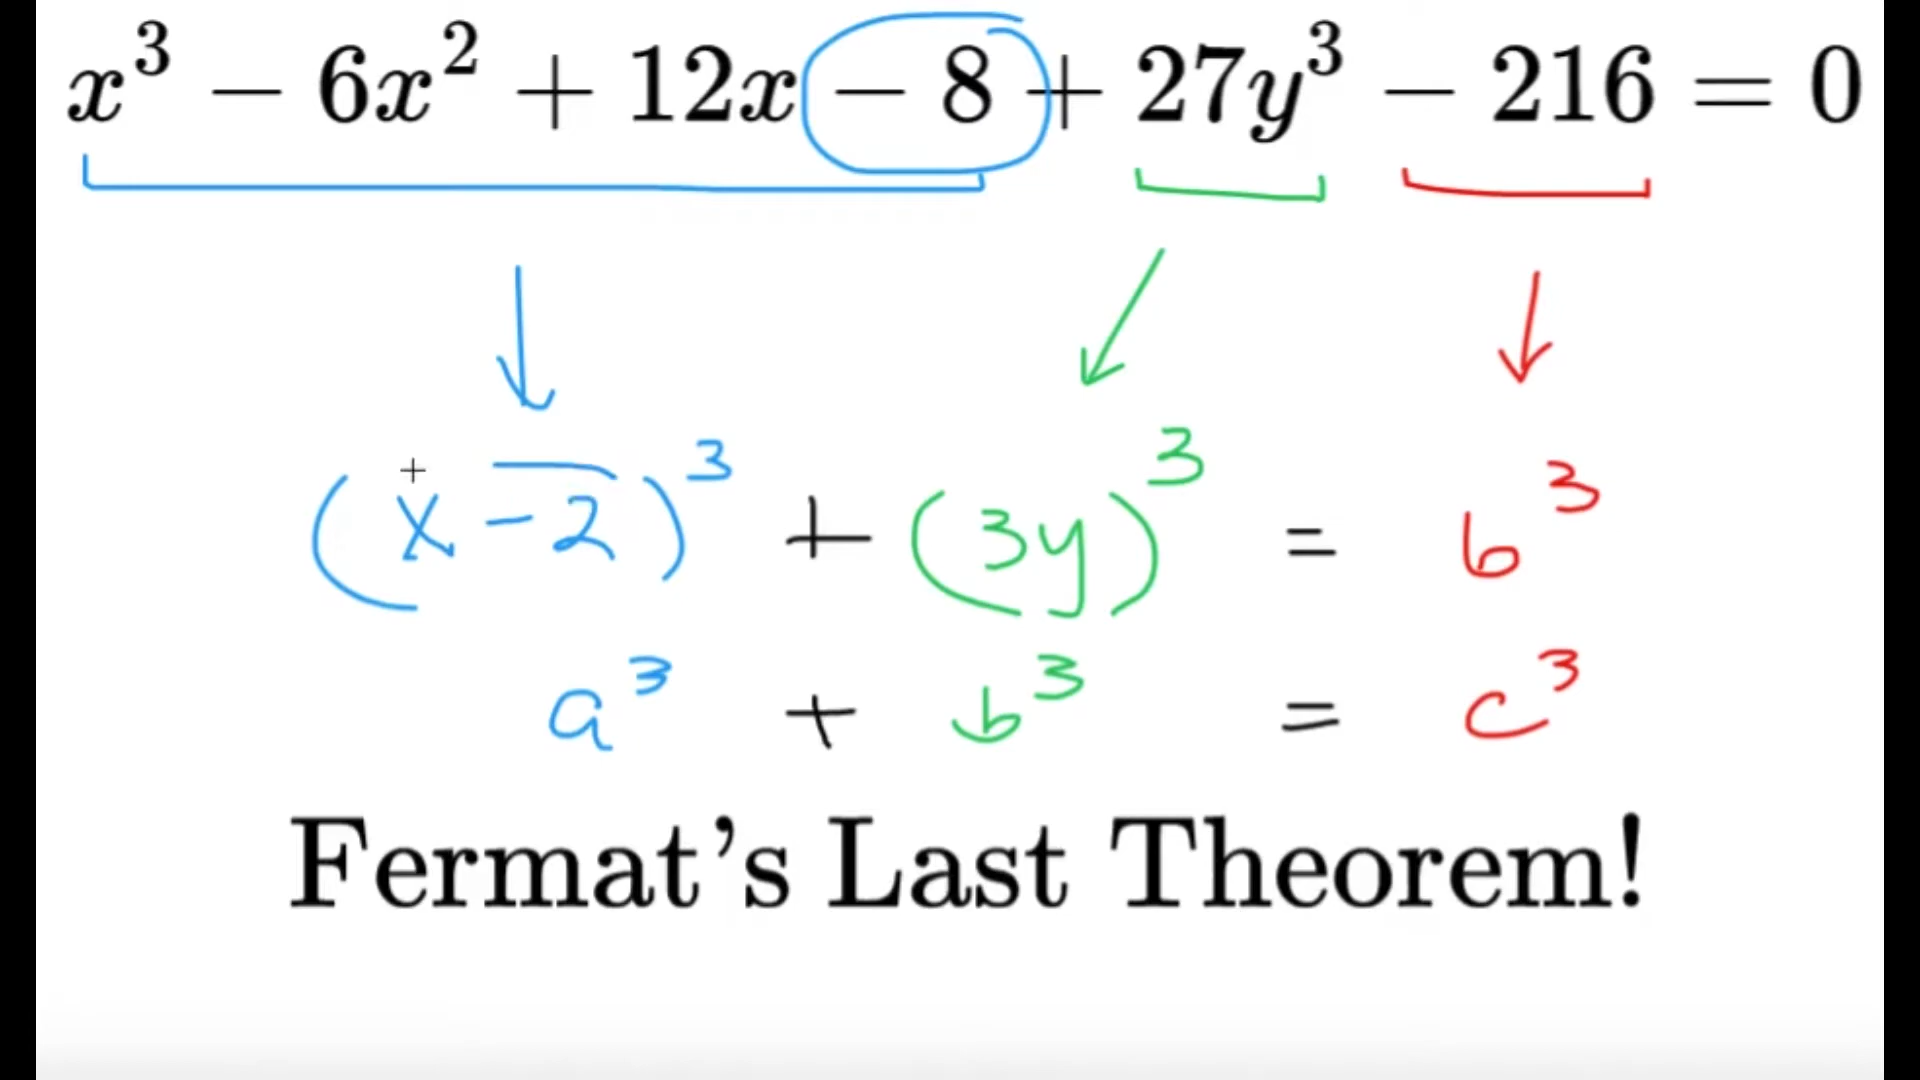 x³ − 6x² + 12x − 8 + 27y³ − 216 = 0
(x − 2)³ + (3y)³ = 6³
a³ + b³ = c³
Fermat’s Last Theorem!